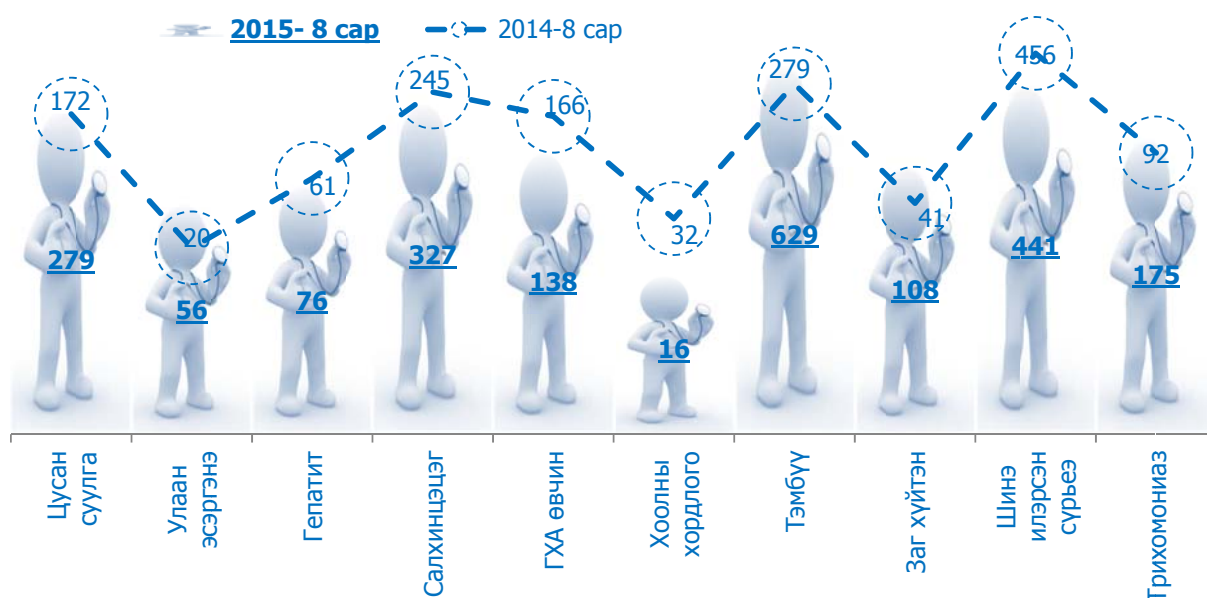 2015- 8 сар
2014-8 сар
172
20
61
245
166
32
279
41
456
92
279
56
76
327
138
16
629
108
441
175
Цусан
суулга
Улаан
эсэргэнэ
Гепатит
Салхинцэцэг
ГХА өвчин
Хоолны
хордлого
Тэмбүү
Заг хүйтэн
Шинэ
илэрсэн
сүрьеэ
Трихомониаз